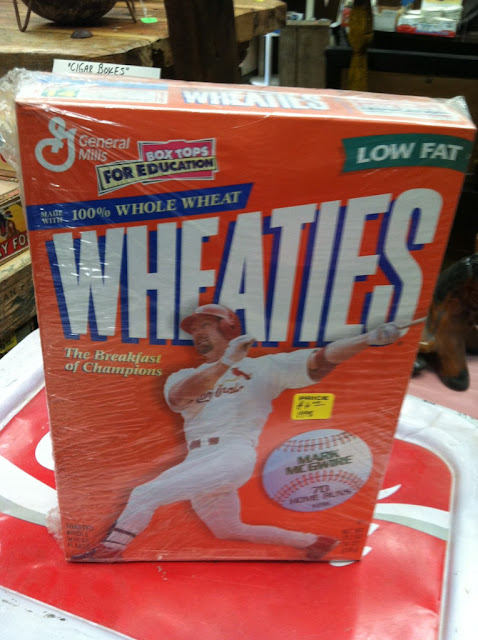 "CIGAR BOXES"
WHEATIES
General
Mills
BOX TOPS
FOR EDUCATION
LOW FAT
MADE
WITH
100% WHOLE WHEAT
WHEATIES
The Breakfast
of Champions
PRICE
MARK
MCGWIRE
70
HOME RUNS
1998